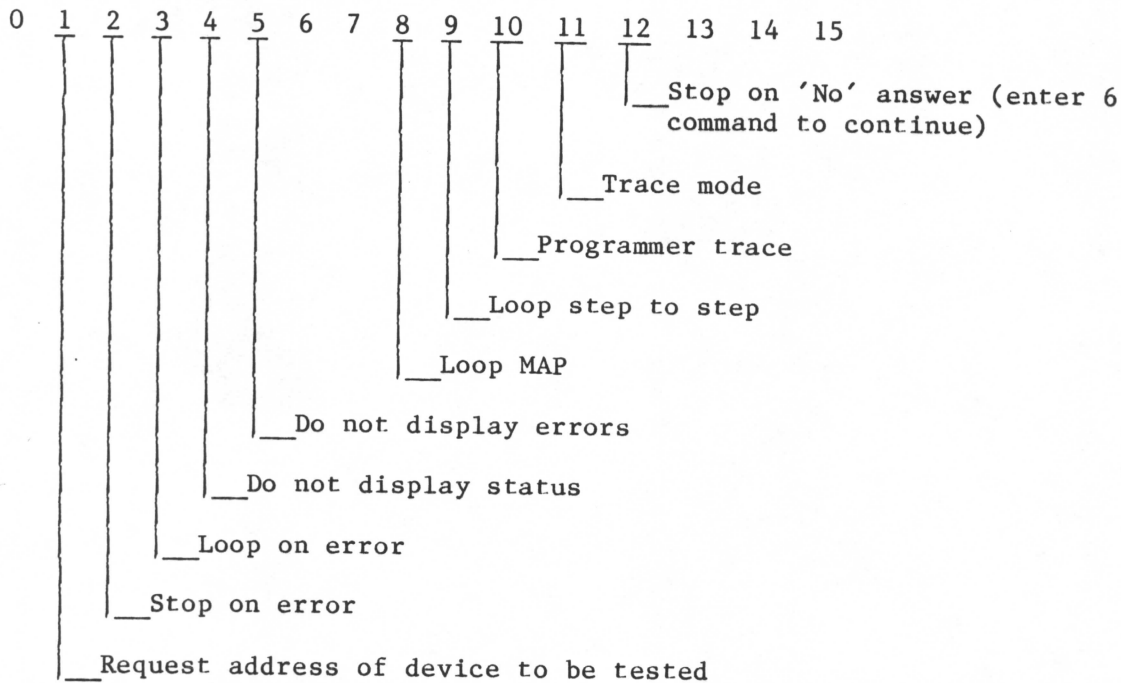 0 1 2 3 4 5 6 7 8 9 10 11 12 13 14 15
Stop on 'No' answer (enter 6
command to continue)
Trace mode
Programmer trace
Loop step to step
Loop MAP
Do not display errors
Do not display status
Loop on error
Stop on error
Request address of device to be tested